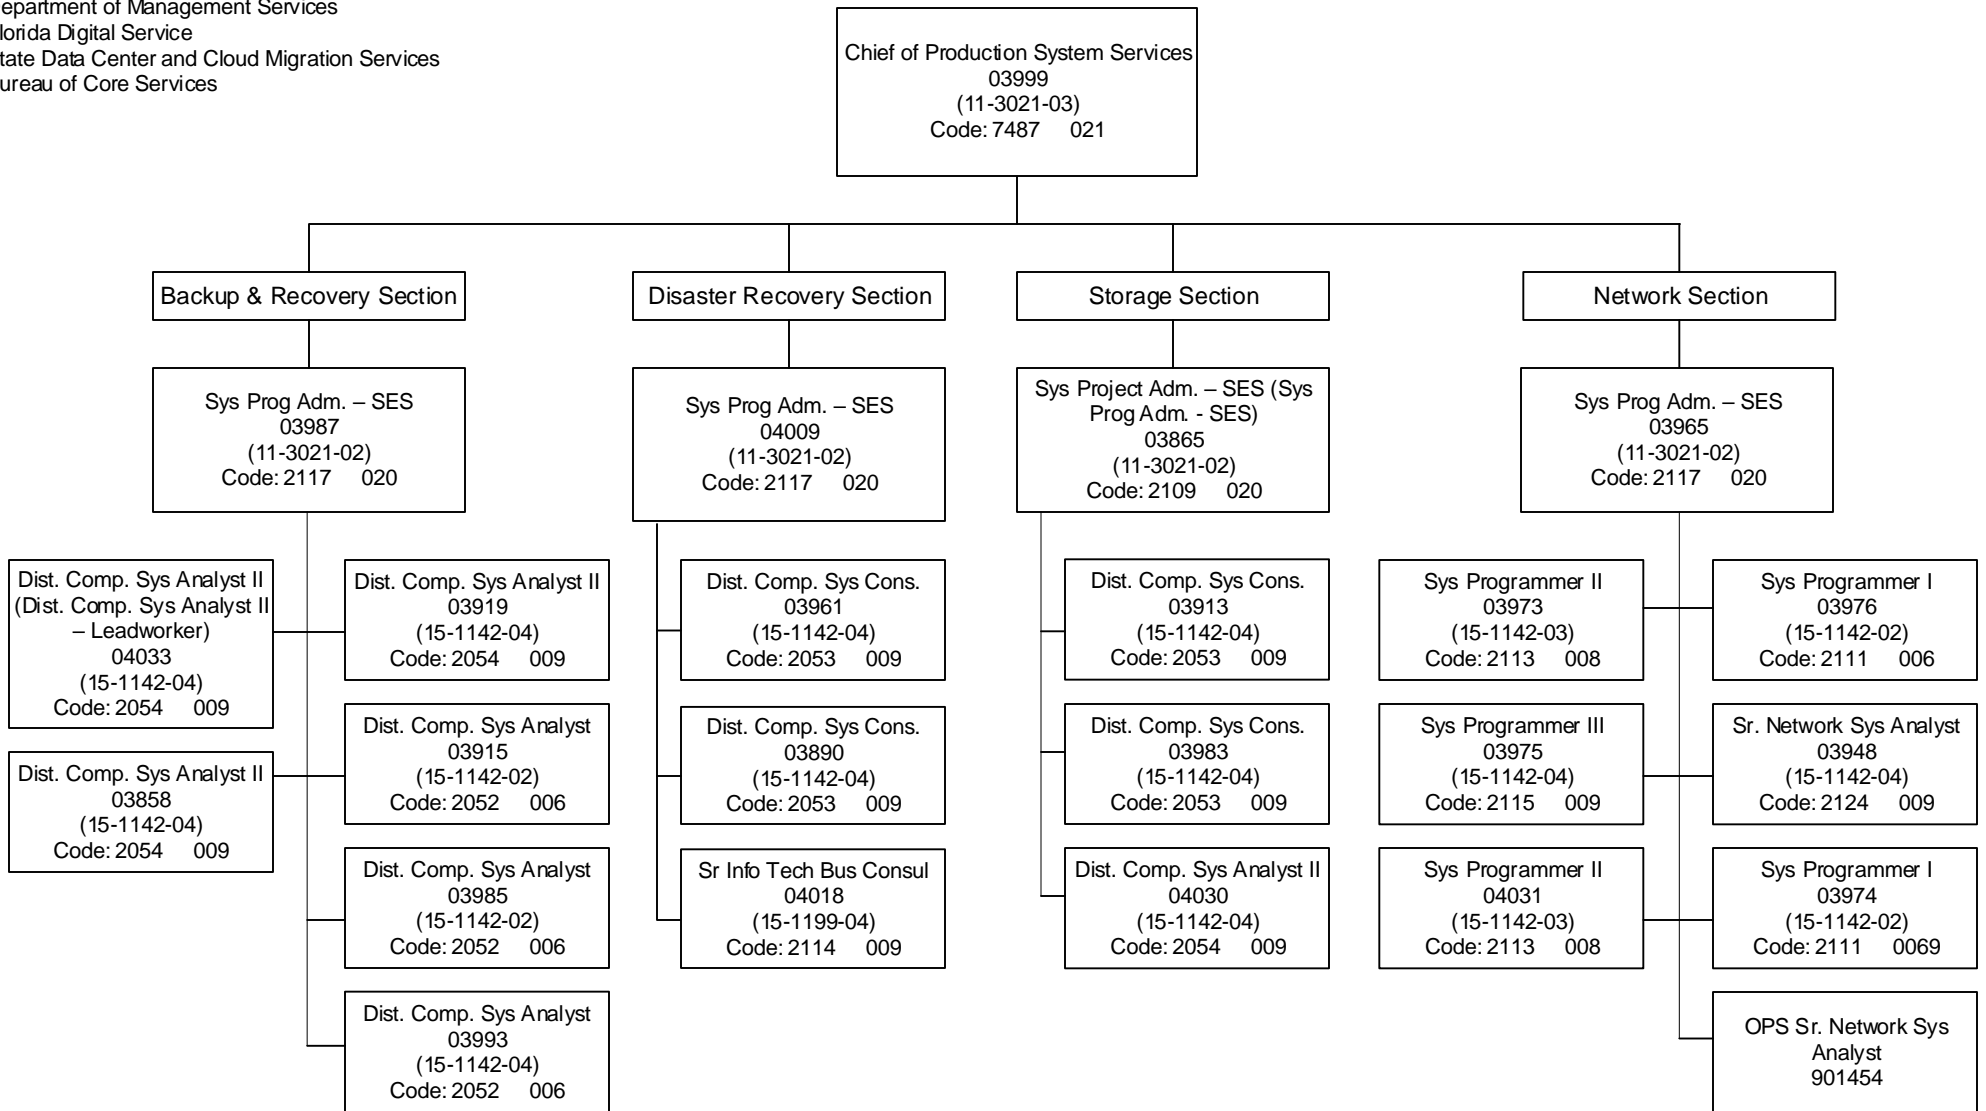 epartment of Management Services
lorida Digital Service
tate Data Center and Cloud Migration Services
ureau of Core Services
Chief of Production System Services
03999
(11-3021-03)
Code: 7487 021
Backup & Recovery Section
Disaster Recovery Section
Storage Section
Network Section
Sys Prog Adm. – SES
03987
(11-3021-02)
Code: 2117 020
Sys Prog Adm. – SES
04009
(11-3021-02)
Code: 2117 020
Sys Project Adm. – SES (Sys
Prog Adm. - SES)
03865
(11-3021-02)
Code: 2109 020
Sys Prog Adm. – SES
03965
(11-3021-02)
Code: 2117 020
Dist. Comp. Sys Analyst II
(Dist. Comp. Sys Analyst II
– Leadworker)
04033
(15-1142-04)
Code: 2054 009
Dist. Comp. Sys Analyst II
03858
(15-1142-04)
Code: 2054 009
Dist. Comp. Sys Analyst II
03919
(15-1142-04)
Code: 2054 009
Dist. Comp. Sys Analyst
03915
(15-1142-02)
Code: 2052 006
Dist. Comp. Sys Analyst
03985
(15-1142-02)
Code: 2052 006
Dist. Comp. Sys Analyst
03993
(15-1142-04)
Code: 2052 006
Dist. Comp. Sys Cons.
03961
(15-1142-04)
Code: 2053 009
Dist. Comp. Sys Cons.
03890
(15-1142-04)
Code: 2053 009
Sr Info Tech Bus Consul
04018
(15-1199-04)
Code: 2114 009
Dist. Comp. Sys Cons.
03913
(15-1142-04)
Code: 2053 009
Dist. Comp. Sys Cons.
03983
(15-1142-04)
Code: 2053 009
Dist. Comp. Sys Analyst II
04030
(15-1142-04)
Code: 2054 009
Sys Programmer II
03973
(15-1142-03)
Code: 2113 008
Sys Programmer III
03975
(15-1142-04)
Code: 2115 009
Sys Programmer II
04031
(15-1142-03)
Code: 2113 008
Sys Programmer I
03976
(15-1142-02)
Code: 2111 006
Sr. Network Sys Analyst
03948
(15-1142-04)
Code: 2124 009
Sys Programmer I
03974
(15-1142-02)
Code: 2111 0069
OPS Sr. Network Sys
Analyst
901454